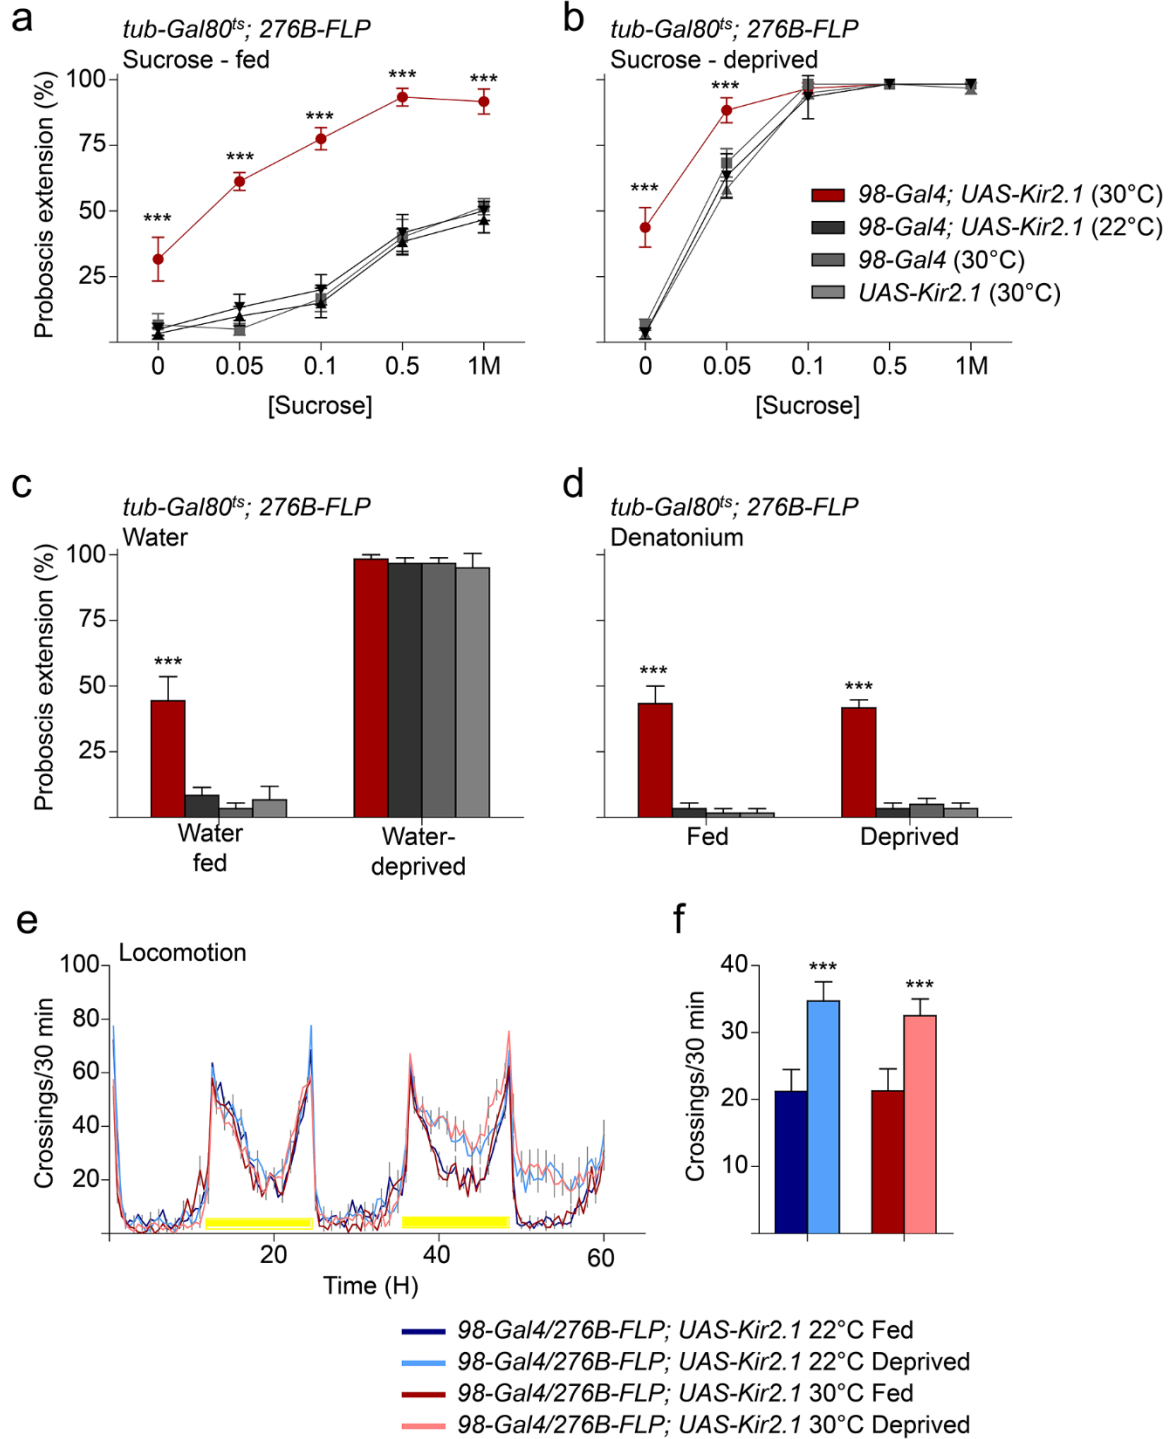 a
tub-Gal80ts; 276B-FLP
Sucrose - fed
Proboscis extension (%)
100
75
50
25
***
***
***
***
***
0 0.05 0.1 0.5 1M
[Sucrose]
b
tub-Gal80ts; 276B-FLP
Sucrose - deprived
***
***
98-Gal4; UAS-Kir2.1 (30°C)
98-Gal4; UAS-Kir2.1 (22°C)
98-Gal4 (30°C)
UAS-Kir2.1 (30°C)
0 0.05 0.1 0.5 1M
[Sucrose]
c
tub-Gal80ts; 276B-FLP
Water
Proboscis extension (%)
100
75
50
25
***
Water
fed
Water-
deprived
d
tub-Gal80ts; 276B-FLP
Denatonium
***
***
Fed
Deprived
e
Locomotion
Crossings/30 min
100
80
60
40
20
20 40 60
Time (H)
f
Crossings/30 min
40
30
20
10
***
***
98-Gal4/276B-FLP; UAS-Kir2.1 22°C Fed
98-Gal4/276B-FLP; UAS-Kir2.1 22°C Deprived
98-Gal4/276B-FLP; UAS-Kir2.1 30°C Fed
98-Gal4/276B-FLP; UAS-Kir2.1 30°C Deprived